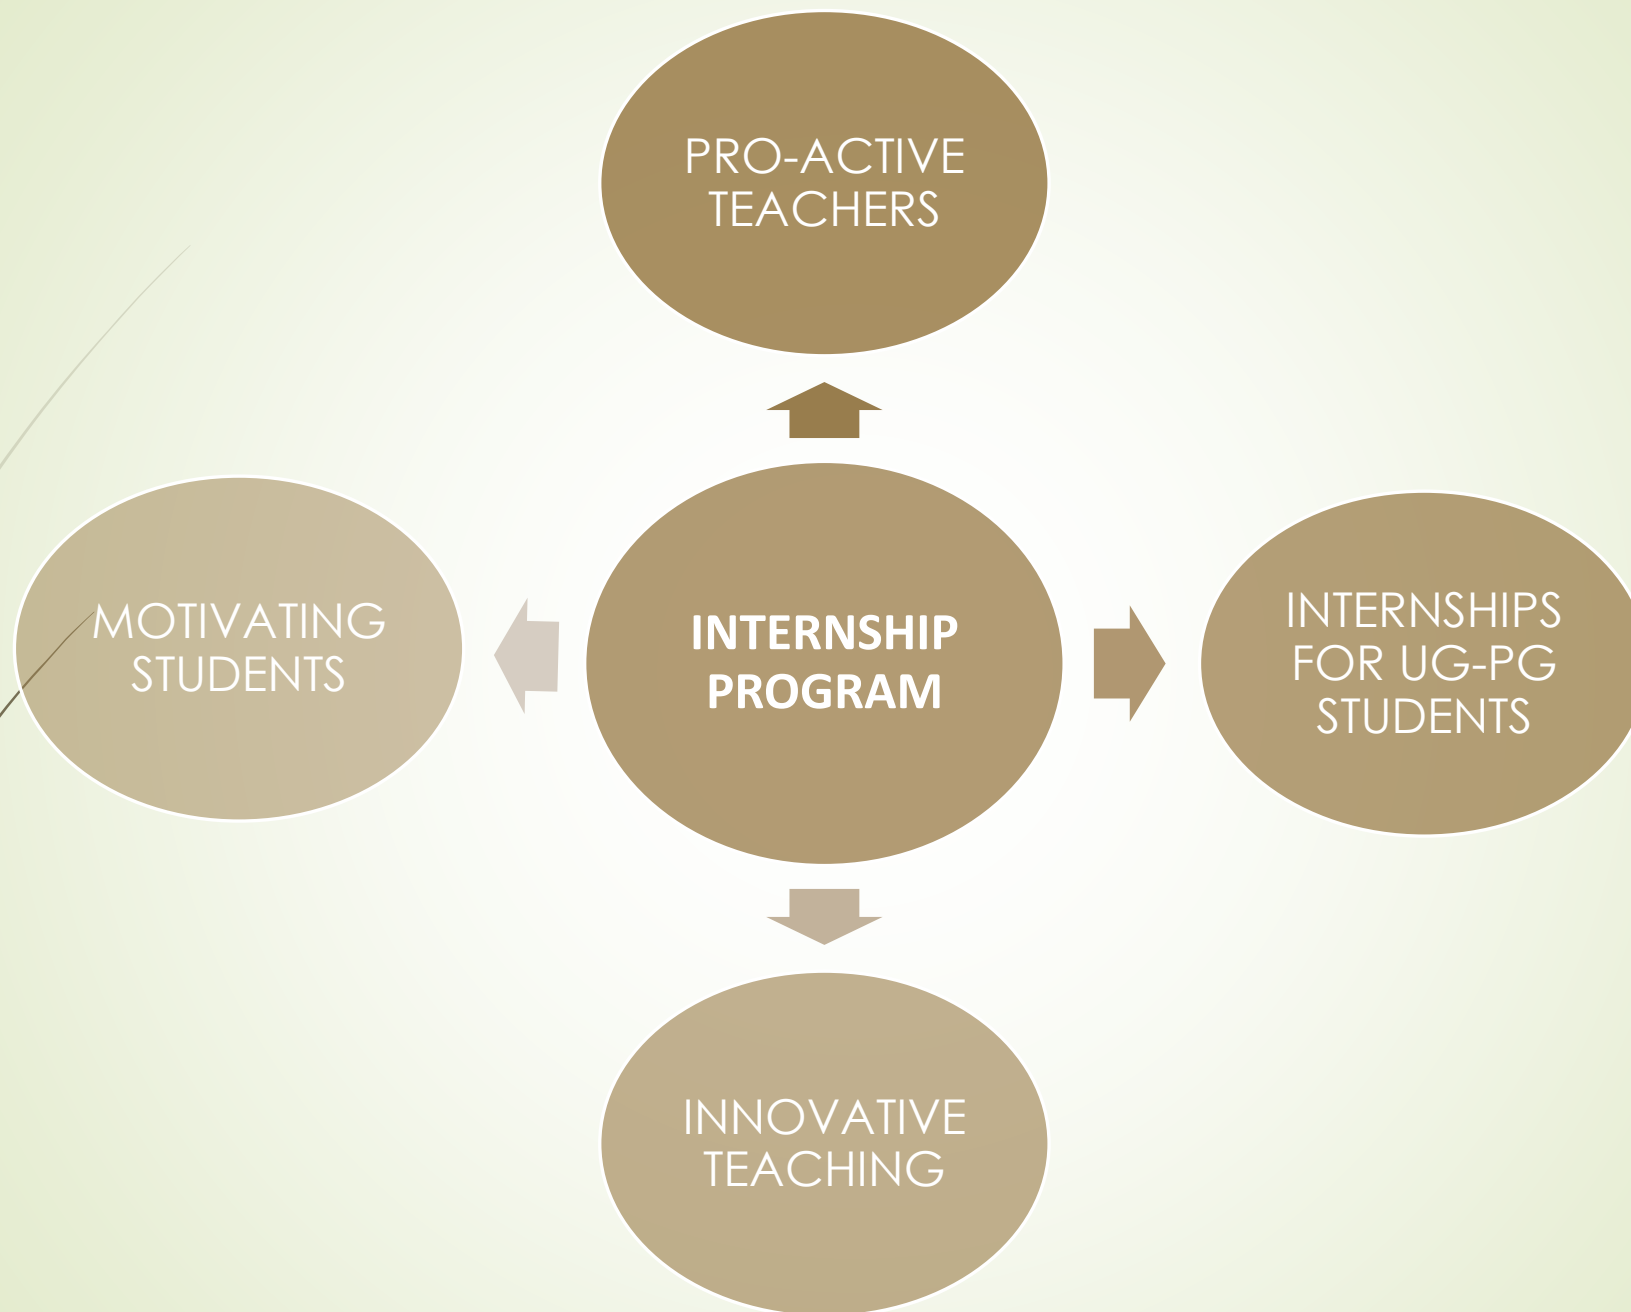 PRO-ACTIVE
TEACHERS
MOTIVATING
STUDENTS
INTERNSHIP
PROGRAM
INTERNSHIPS
FOR UG-PG
STUDENTS
INNOVATIVE
TEACHING